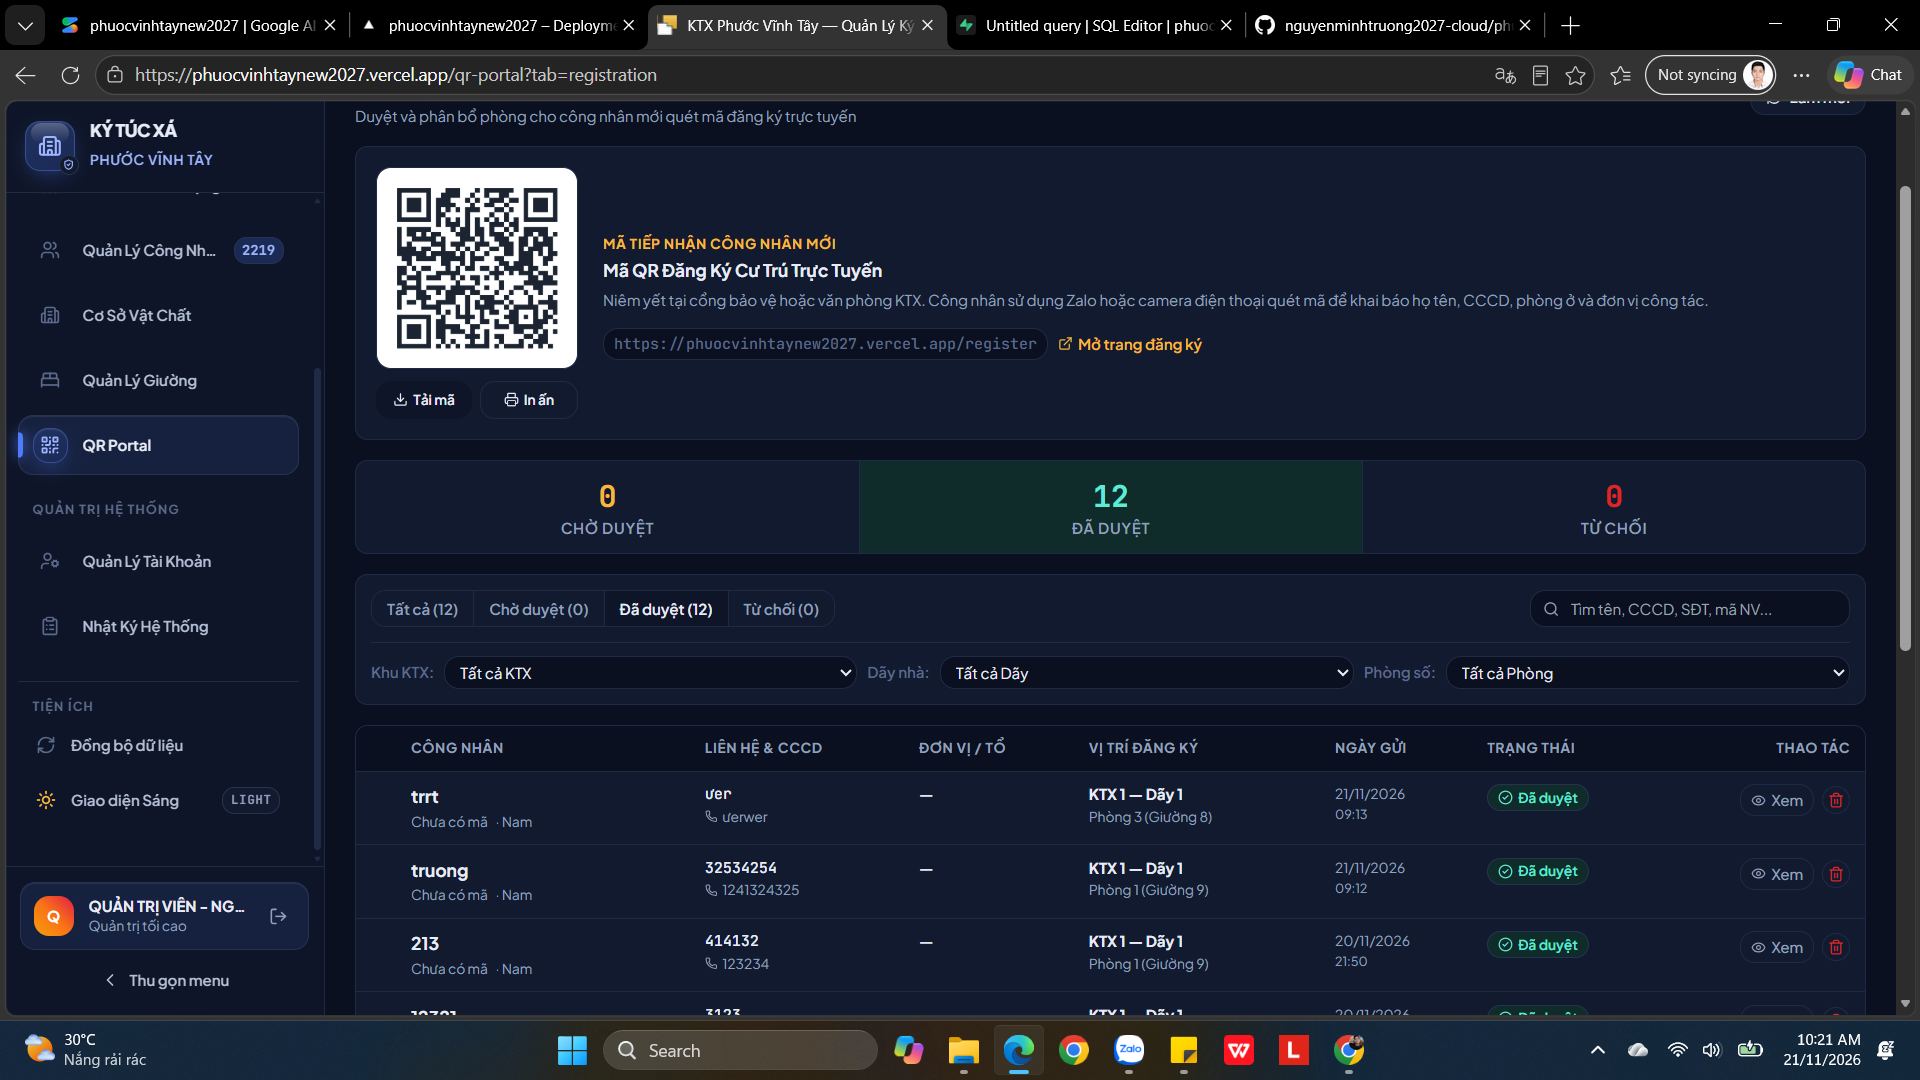 phuocvinhtaynew2027 | Google AI
phuocvinhtaynew2027 – Deployme
KTX Phước Vĩnh Tây — Quản Lý Ký
Untitled query | SQL Editor | phuoc
nguyenminhtruong2027-cloud/ph
https://phuocvinhtaynew2027.vercel.app/qr-portal?tab=registration
Not syncing
Chat
KÝ TÚC XÁ
PHƯỚC VĨNH TÂY
Quản Lý Công Nh... 2219
Cơ Sở Vật Chất
Quản Lý Giường
QR Portal
QUẢN TRỊ HỆ THỐNG
Quản Lý Tài Khoản
Nhật Ký Hệ Thống
TIỆN ÍCH
Đồng bộ dữ liệu
Giao diện Sáng LIGHT
Q
QUẢN TRỊ VIÊN - NG...
Quản trị tối cao
Thu gọn menu
Duyệt và phân bổ phòng cho công nhân mới quét mã đăng ký trực tuyến
MÃ TIẾP NHẬN CÔNG NHÂN MỚI
Mã QR Đăng Ký Cư Trú Trực Tuyến
Niêm yết tại cổng bảo vệ hoặc văn phòng KTX. Công nhân sử dụng Zalo hoặc camera điện thoại quét mã để khai báo họ tên, CCCD, phòng ở và đơn vị công tác.
https://phuocvinhtaynew2027.vercel.app/register Mở trang đăng ký
Tải mã In ấn
0 12 0
CHỜ DUYỆT ĐÃ DUYỆT TỪ CHỐI
Tất cả (12) Chờ duyệt (0) Đã duyệt (12) Từ chối (0) Tìm tên, CCCD, SĐT, mã NV...
Khu KTX: Tất cả KTX Dãy nhà: Tất cả Dãy Phòng số: Tất cả Phòng
CÔNG NHÂN LIÊN HỆ & CCCD ĐƠN VỊ / TỔ VỊ TRÍ ĐĂNG KÝ NGÀY GỬI TRẠNG THÁI THAO TÁC
trrt ưer — KTX 1 — Dãy 1 21/11/2026 Đã duyệt Xem
Chưa có mã · Nam ưerwer Phòng 3 (Giường 8) 09:13
truong 32534254 — KTX 1 — Dãy 1 21/11/2026 Đã duyệt Xem
Chưa có mã · Nam 1241324325 Phòng 1 (Giường 9) 09:12
213 414132 — KTX 1 — Dãy 1 20/11/2026 Đã duyệt Xem
Chưa có mã · Nam 123234 Phòng 1 (Giường 9) 21:50
30°C
Nắng rải rác
Search
Zalo
10:21 AM
21/11/2026